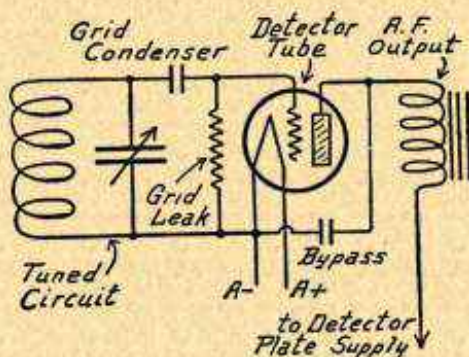 Grid
Condenser
Detector
Tube
A.F.
Output
Grid
Leak
Bypass
Tuned
Circuit
A-
A+
to Detector
Plate Supply